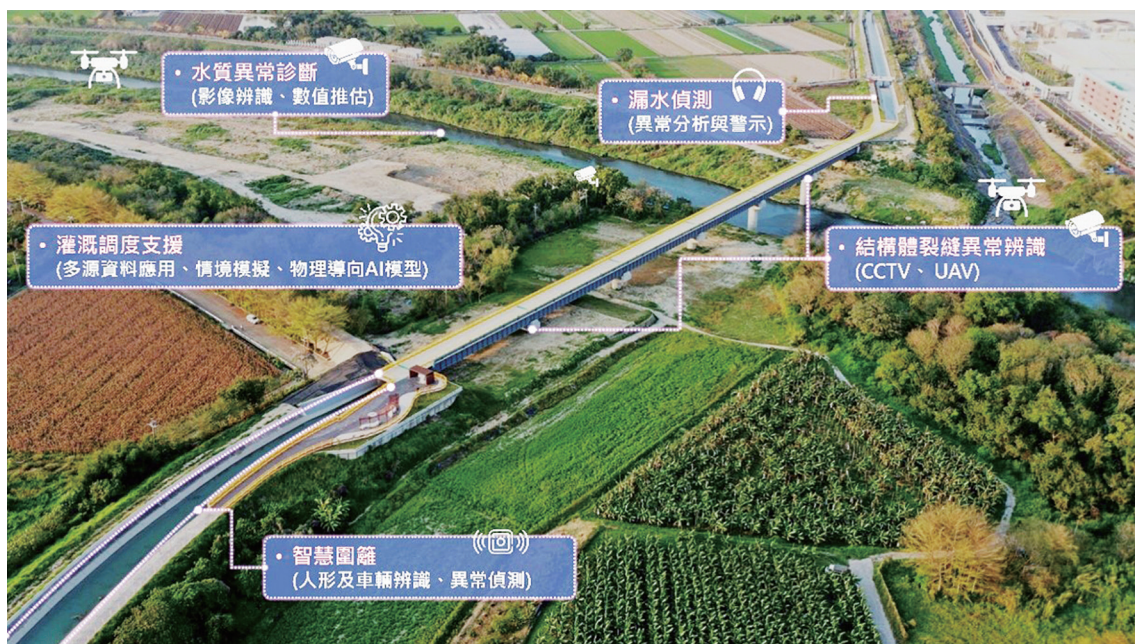 • 水質異常診斷
(影像辨識、數值推估)
• 漏水偵測
(異常分析與警示)
• 灌溉調度支援
(多源資料應用、情境模擬、物理導向AI模型)
• 結構體裂縫異常辨識
(CCTV、UAV)
• 智慧圍籬
(人形及車輛辨識、異常偵測)